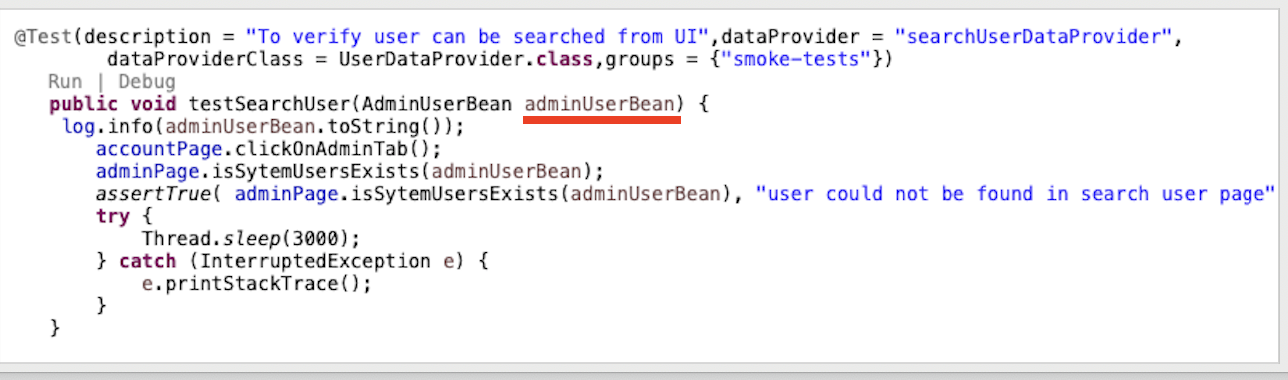 @Test(description = "To verify user can be searched from UI",dataProvider = "searchUserDataProvider",
dataProviderClass = UserDataProvider.class,groups = {"smoke-tests"})
Run | Debug
public void testSearchUser(AdminUserBean adminUserBean) {
log.info(adminUserBean.toString());
accountPage.clickOnAdminTab();
adminPage.isSytemUsersExists(adminUserBean);
assertTrue( adminPage.isSytemUsersExists(adminUserBean), "user could not be found in search user page"
try {
Thread.sleep(3000);
} catch (InterruptedException e) {
e.printStackTrace();
}
}